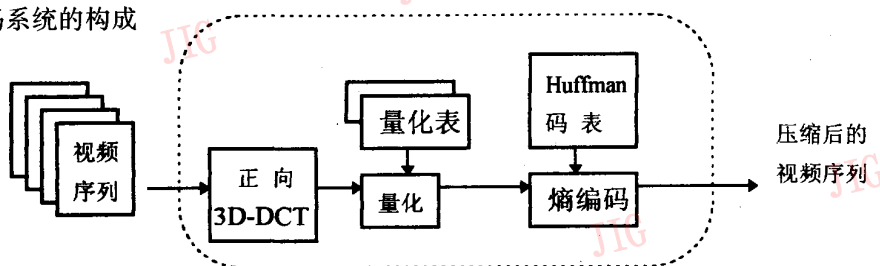 系统的构成
JIG
视频
序列
正 向
3D-DCT
量化表
量化
Huffman
码 表
熵编码
压缩后的
视频序列
JIG
JIG